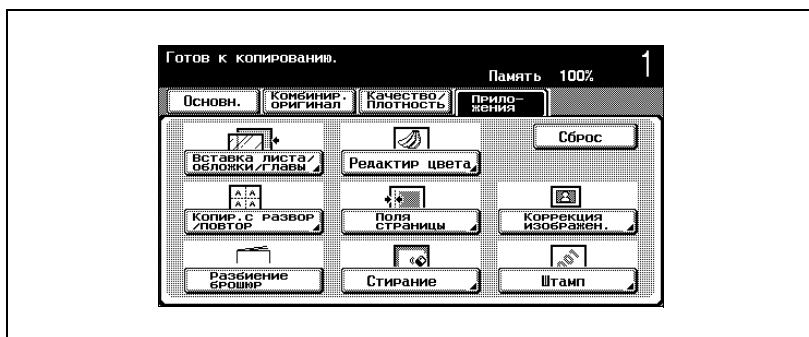 Готов к копированию.
1
Память 100%
Основн.
Комбинир.
оригинал
Качество/
Плотность
Прило-
жения
Сброс
Вставка листа/
обложки/главы
Редактир цвета
Копир.с развор
/повтор
Поля
страницы
Коррекция
изображен.
Разбиение
брошюр
Стирание
Штамп